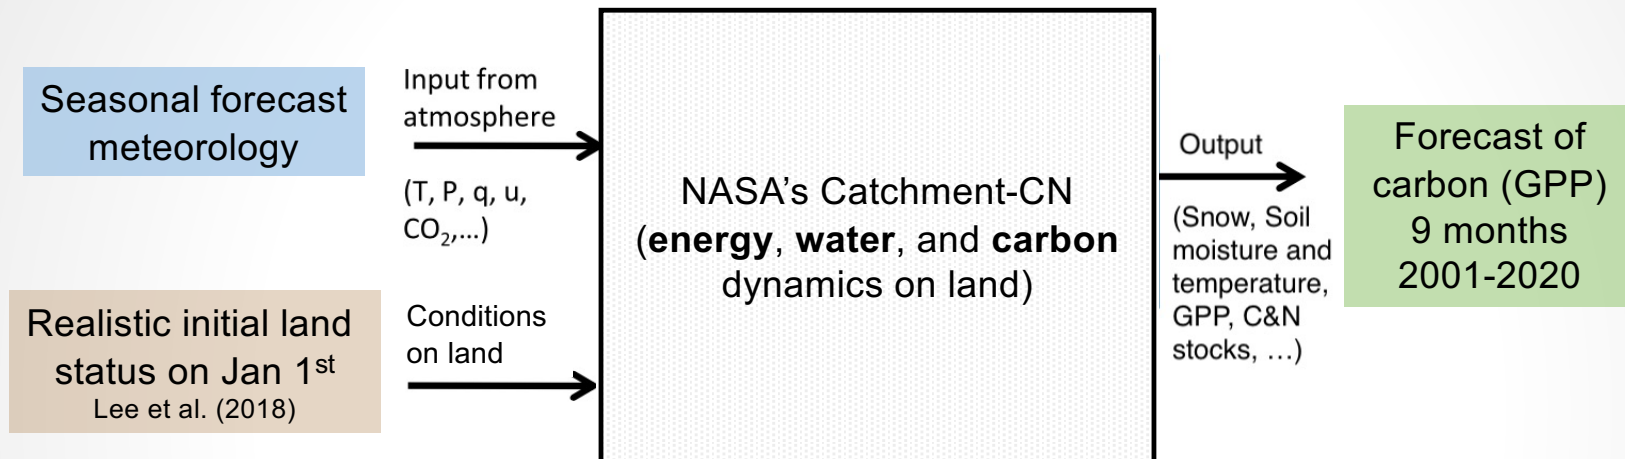 Seasonal forecast
meteorology
Input from
atmosphere
(T, P, q, u,
CO₂,...)
Realistic initial land
status on Jan 1ˢᵗ
Lee et al. (2018)
Conditions
on land
NASA’s Catchment-CN
(energy, water, and carbon
dynamics on land)
Output
(Snow, Soil
moisture and
temperature,
GPP, C&N
stocks, …)
Forecast of
carbon (GPP)
9 months
2001-2020